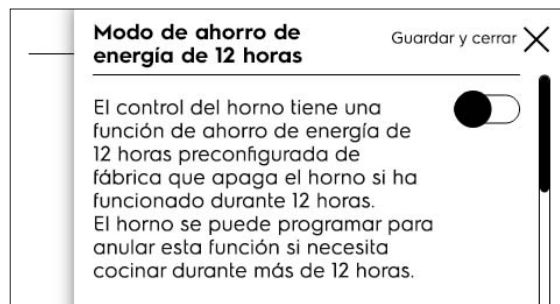 Modo de ahorro de
energía de 12 horas
Guardar y cerrar
El control del horno tiene una
función de ahorro de energía de
12 horas preconfigurada de
fábrica que apaga el horno si ha
funcionado durante 12 horas.
El horno se puede programar para
anular esta función si necesita
cocinar durante más de 12 horas.